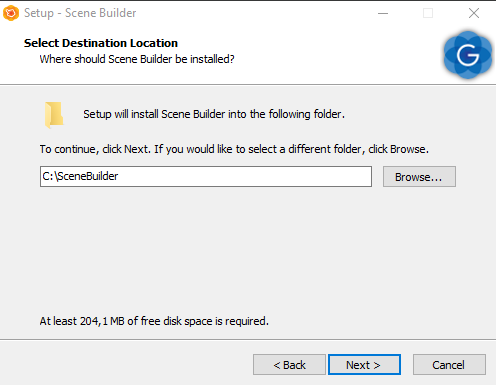 Setup - Scene Builder
Select Destination Location
Where should Scene Builder be installed?
G
Setup will install Scene Builder into the following folder.
To continue, click Next. If you would like to select a different folder, click Browse.
C:\SceneBuilder
Browse...
At least 204,1 MB of free disk space is required.
< Back
Next >
Cancel